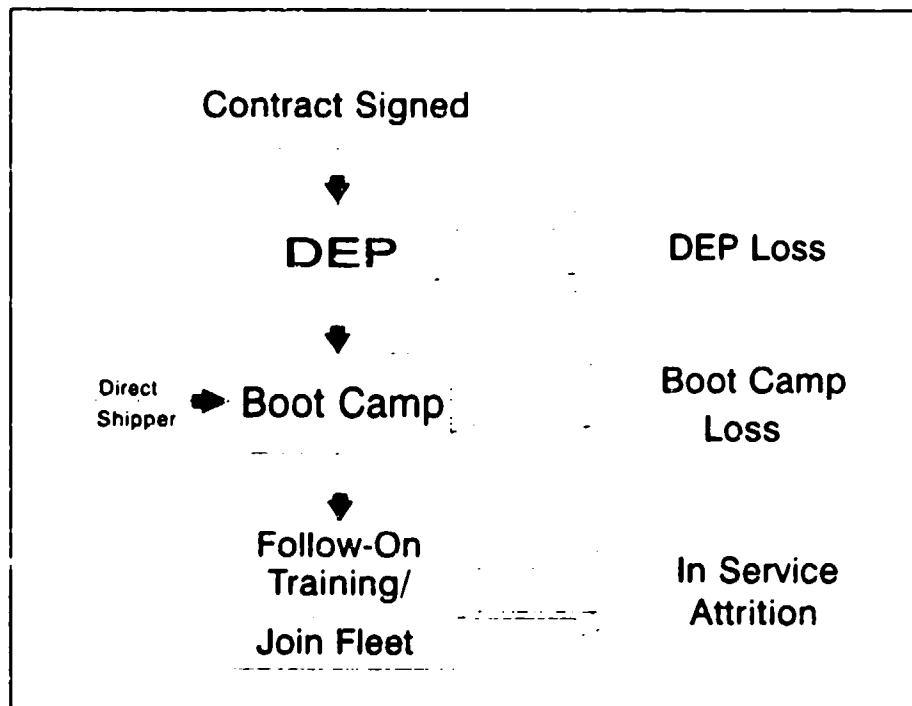 Contract Signed
DEP
DEP Loss
Direct
Shipper
Boot Camp
Boot Camp
Loss
Follow-On
Training/
Join Fleet
In Service
Attrition